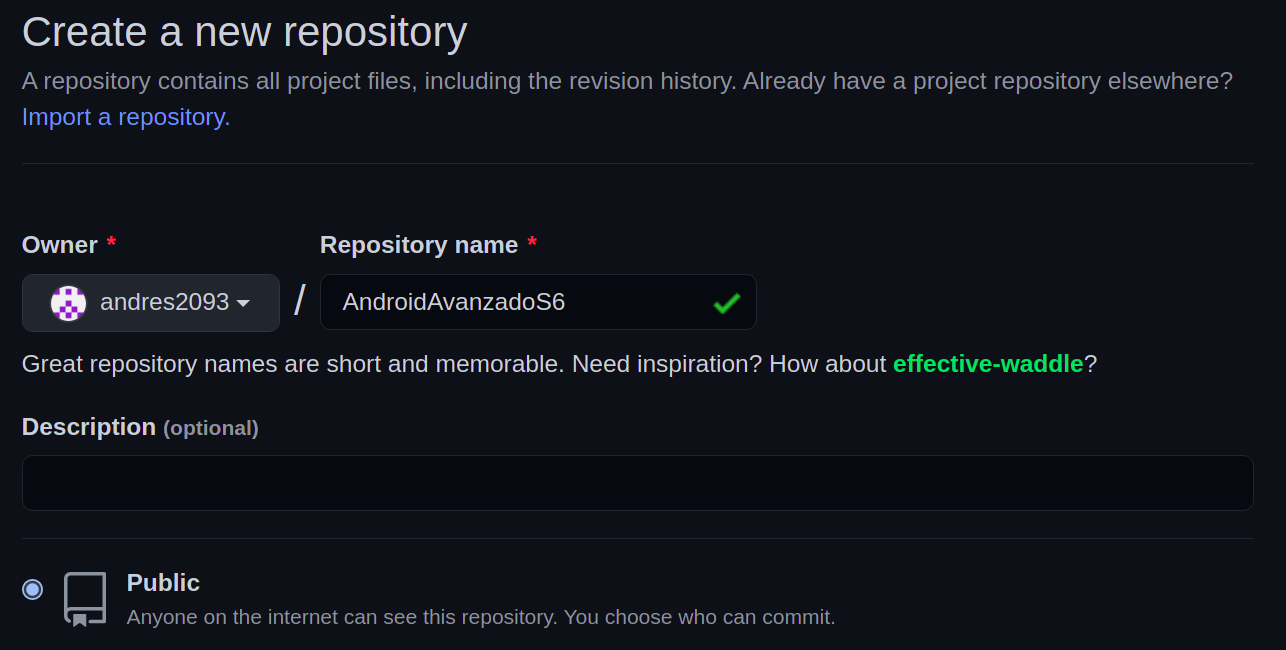 Create a new repository
A repository contains all project files, including the revision history. Already have a project repository elsewhere?
Import a repository.
Owner * Repository name *
andres2093 / AndroidAvanzadoS6
Great repository names are short and memorable. Need inspiration? How about effective-waddle?
Description (optional)
Public
Anyone on the internet can see this repository. You choose who can commit.